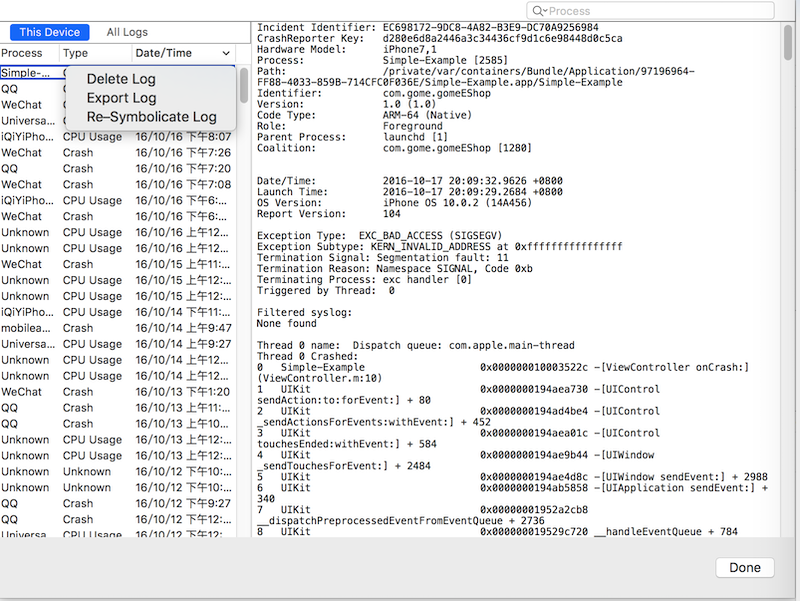 Process
This Device All Logs
Process Type Date/Time
Simple-...
QQ
WeChat
Universa...
Delete Log
Export Log
Re–Symbolicate Log
iQiYiPho... CPU Usage 16/10/16 下午8:07
WeChat Crash 16/10/16 下午7:26
QQ Crash 16/10/16 下午7:20
WeChat Crash 16/10/16 下午7:08
iQiYiPho... CPU Usage 16/10/16 下午6:...
WeChat Crash 16/10/16 下午6:...
Unknown CPU Usage 16/10/16 上午12...
Unknown CPU Usage 16/10/16 上午12...
WeChat Crash 16/10/15 上午11:...
Unknown CPU Usage 16/10/15 上午12:...
Unknown CPU Usage 16/10/15 上午12:...
iQiYiPho... CPU Usage 16/10/14 下午11:...
mobilea... Crash 16/10/14 上午9:47
Universa... CPU Usage 16/10/14 上午9:27
Unknown CPU Usage 16/10/14 上午12...
Unknown CPU Usage 16/10/14 上午12...
WeChat Crash 16/10/13 下午1:20
QQ Crash 16/10/13 上午11:...
QQ Crash 16/10/13 上午10...
Unknown CPU Usage 16/10/13 上午12:...
Unknown CPU Usage 16/10/13 上午12:...
Unknown Unknown 16/10/12 下午10:...
Unknown Unknown 16/10/12 下午10:...
QQ Crash 16/10/12 下午9:27
QQ Crash 16/10/12 下午12:...
Universa... CPU Usage 16/10/12 下午12:...
Incident Identifier: EC698172-9DC8-4A82-B3E9-DC70A9256984
CrashReporter Key: d280e6d8a2446a3c34436cf9d1c6e98448d0c5ca
Hardware Model: iPhone7,1
Process: Simple-Example [2585]
Path: /private/var/containers/Bundle/Application/97196964-
FF88-4033-859B-714CFC0F036E/Simple-Example.app/Simple-Example
Identifier: com.gome.gomeEShop
Version: 1.0 (1.0)
Code Type: ARM-64 (Native)
Role: Foreground
Parent Process: launchd [1]
Coalition: com.gome.gomeEShop [1280]
Date/Time: 2016-10-17 20:09:32.9626 +0800
Launch Time: 2016-10-17 20:09:29.2684 +0800
OS Version: iPhone OS 10.0.2 (14A456)
Report Version: 104
Exception Type: EXC_BAD_ACCESS (SIGSEGV)
Exception Subtype: KERN_INVALID_ADDRESS at 0xffffffffffffffff
Termination Signal: Segmentation fault: 11
Termination Reason: Namespace SIGNAL, Code 0xb
Terminating Process: exc handler [0]
Triggered by Thread: 0
Filtered syslog:
None found
Thread 0 name: Dispatch queue: com.apple.main-thread
Thread 0 Crashed:
0 Simple-Example 0x000000010003522c -[ViewController onCrash:]
(ViewController.m:10)
1 UIKit 0x0000000194aea730 -[UIControl
sendAction:to:forEvent:] + 80
2 UIKit 0x0000000194ad4be4 -[UIControl
_sendActionsForEvents:withEvent:] + 452
3 UIKit 0x0000000194aea01c -[UIControl
touchesEnded:withEvent:] + 584
4 UIKit 0x0000000194ae9b44 -[UIWindow
_sendTouchesForEvent:] + 2484
5 UIKit 0x0000000194ae4d8c -[UIWindow sendEvent:] + 2988
6 UIKit 0x0000000194ab5858 -[UIApplication sendEvent:] +
340
7 UIKit 0x00000001952a2cb8
__dispatchPreprocessedEventFromEventQueue + 2736
8 UIKit 0x000000019529c720 __handleEventQueue + 784
Done